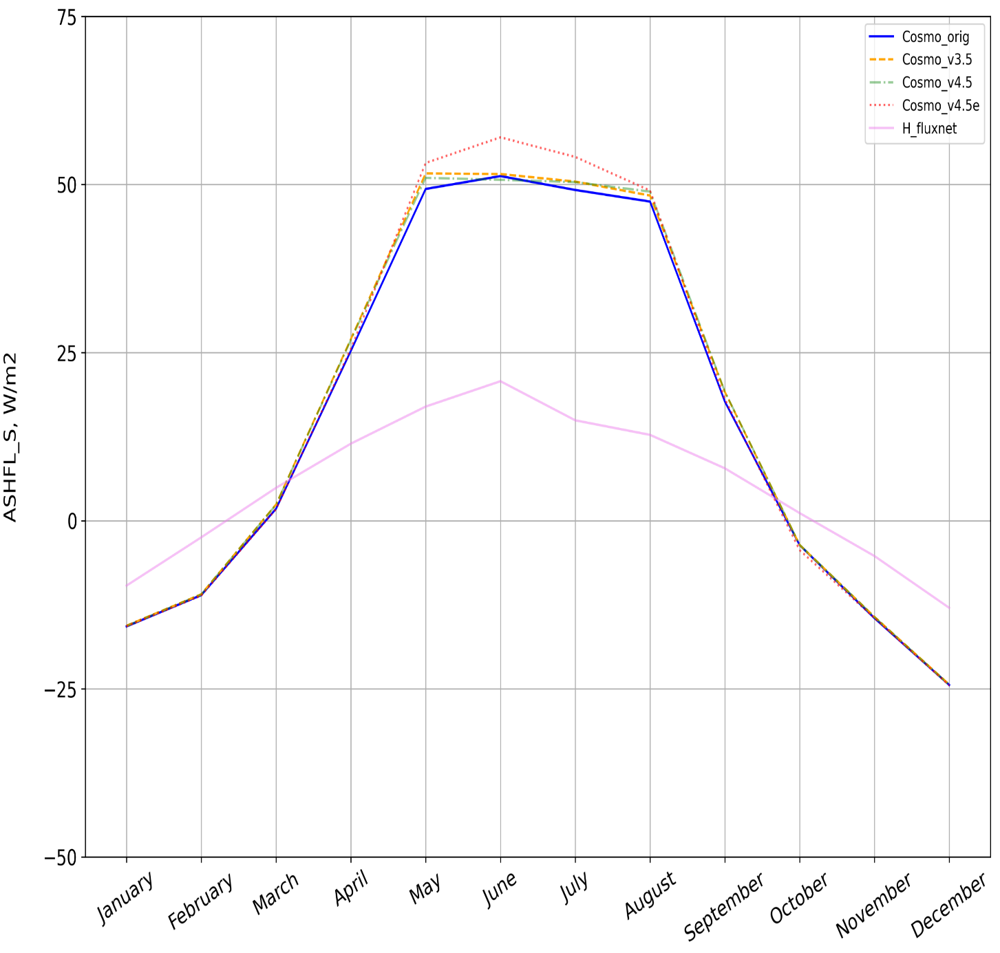 75
50
25
0
−25
−50
ASHFL_S, W/m2
Cosmo_orig
Cosmo_v3.5
Cosmo_v4.5
Cosmo_v4.5e
H_fluxnet
January
February
March
April
May
June
July
August
September
October
November
December